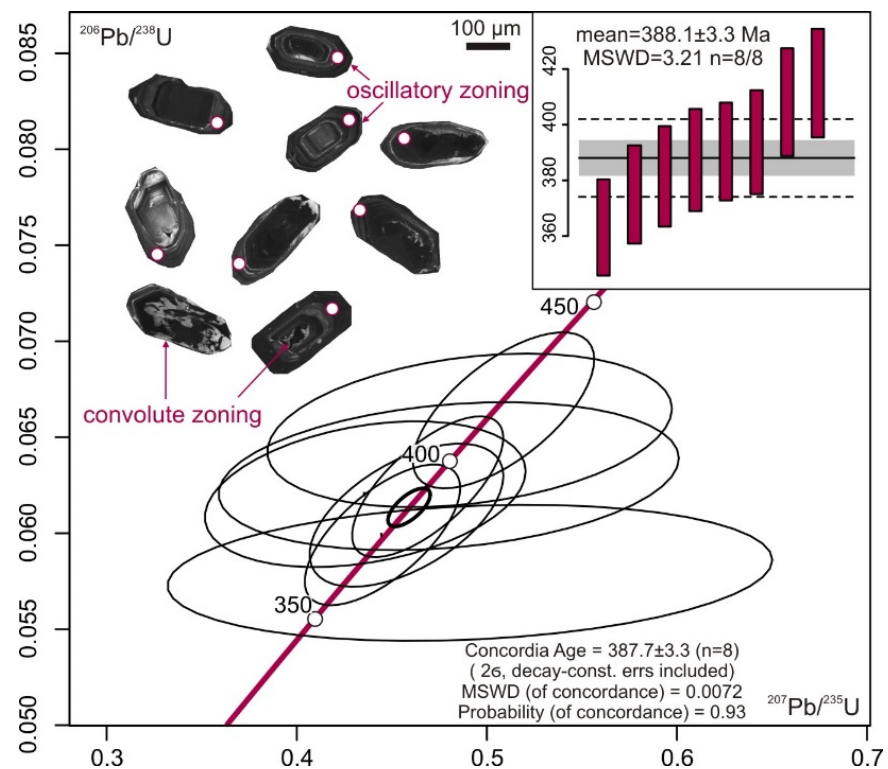 ²⁰⁶Pb/²³⁸U
100 µm
oscillatory zoning
convolute zoning
mean=388.1±3.3 Ma
MSWD=3.21 n=8/8
420
400
380
360
450
400
350
Concordia Age = 387.7±3.3 (n=8)
( 2σ, decay-const. errs included)
MSWD (of concordance) = 0.0072
Probability (of concordance) = 0.93
²⁰⁷Pb/²³⁵U
0.085
0.080
0.075
0.070
0.065
0.060
0.055
0.050
0.3
0.4
0.5
0.6
0.7